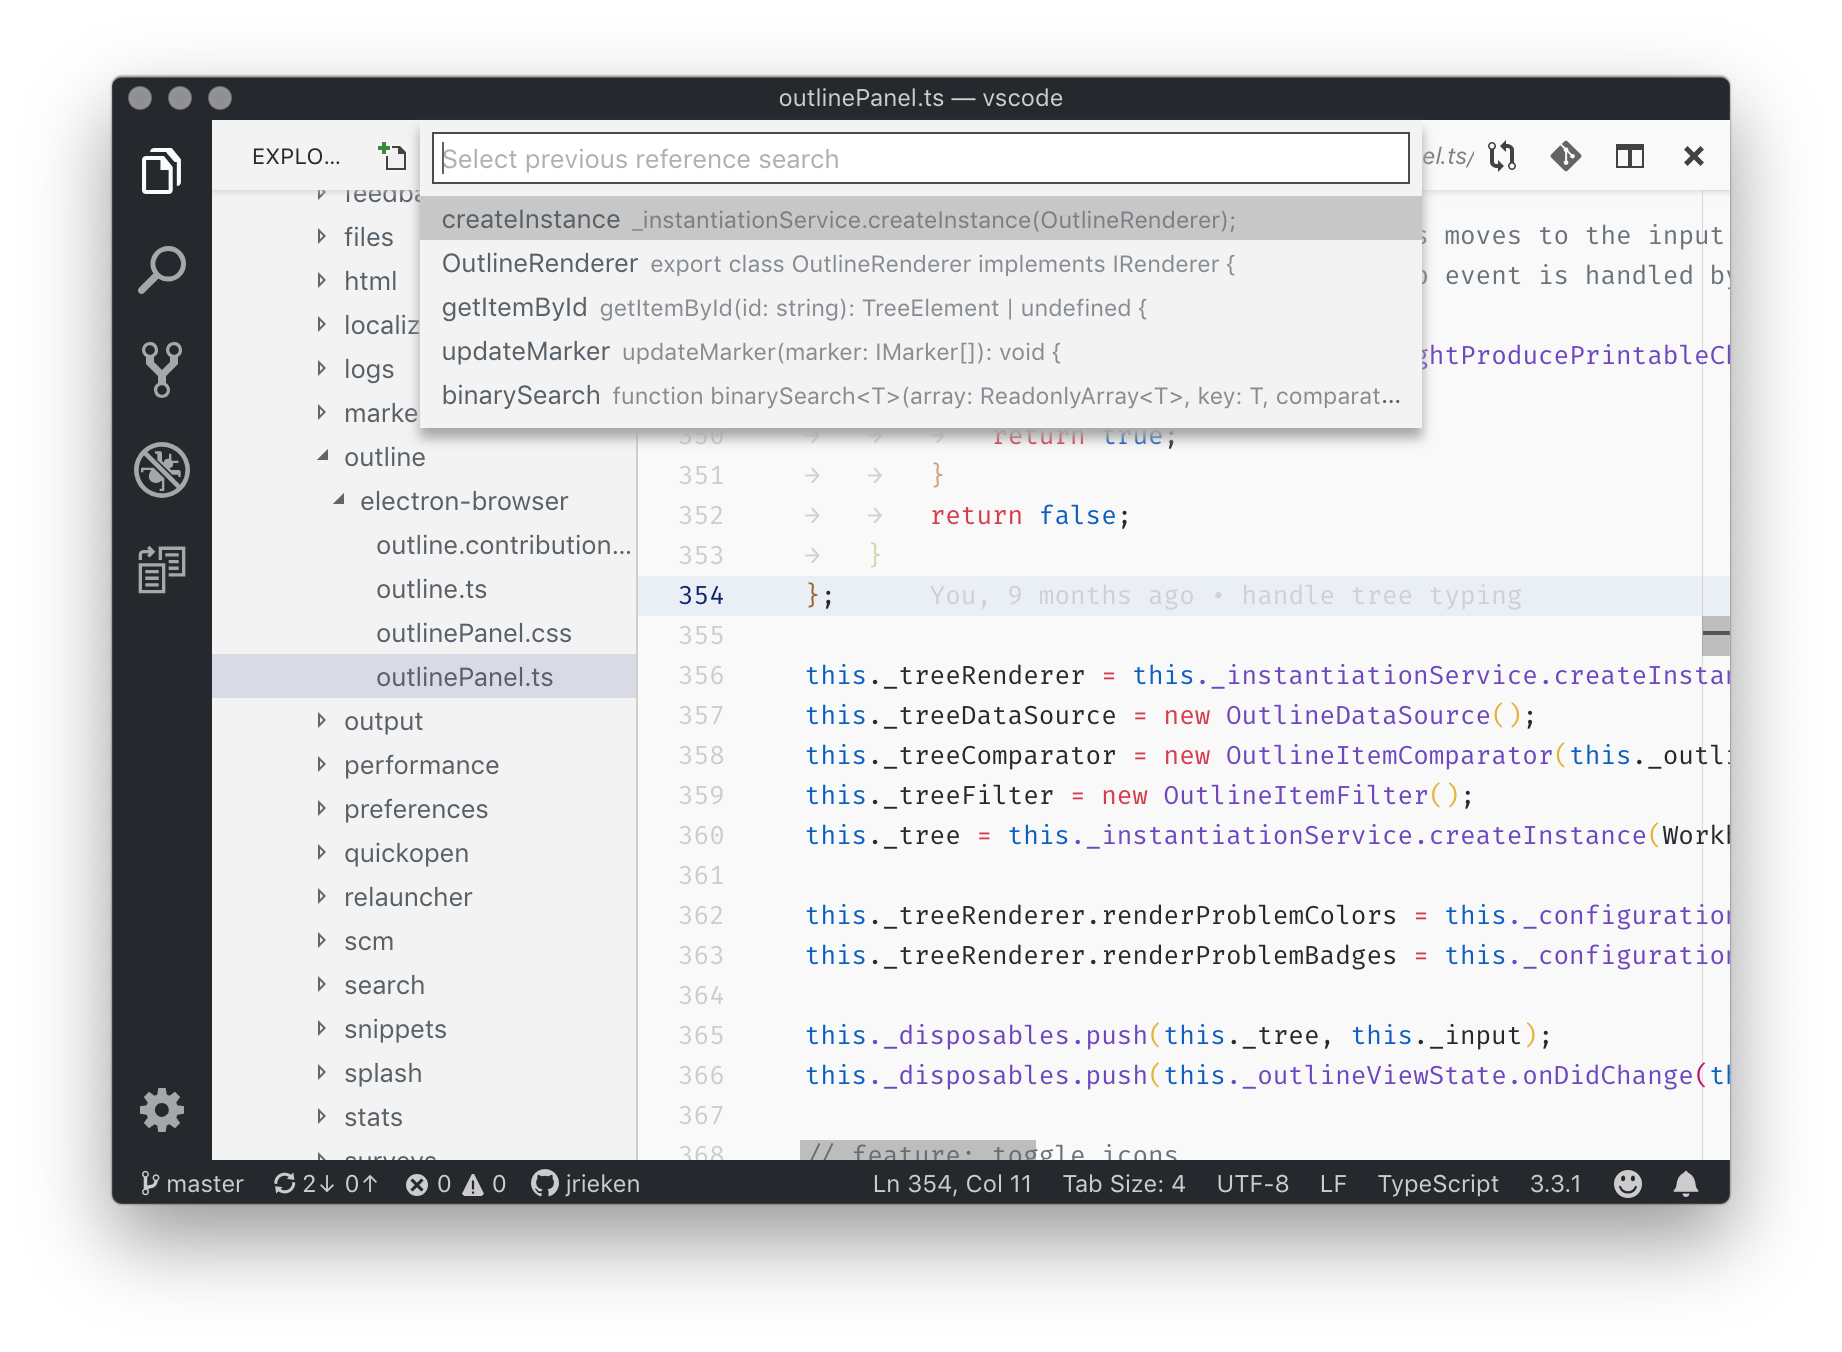 outlinePanel.ts — vscode
EXPLO...
Select previous reference search
el.ts/
createInstance _instantiationService.createInstance(OutlineRenderer);
OutlineRenderer export class OutlineRenderer implements IRenderer {
getItemById getItemById(id: string): TreeElement | undefined {
updateMarker updateMarker(marker: IMarker[]): void {
binarySearch function binarySearch<T>(array: ReadonlyArray<T>, key: T, comparat...
feedba
files
html
localiz
logs
marke
outline
electron-browser
outline.contribution...
outline.ts
outlinePanel.css
outlinePanel.ts
output
performance
preferences
quickopen
relauncher
scm
search
snippets
splash
stats
surveys
s moves to the input
event is handled by
ghtProducePrintableCh
350 return true;
351 }
352 return false;
353 }
354 }; You, 9 months ago • handle tree typing
355
356 this._treeRenderer = this._instantiationService.createInstan
357 this._treeDataSource = new OutlineDataSource();
358 this._treeComparator = new OutlineItemComparator(this._outli
359 this._treeFilter = new OutlineItemFilter();
360 this._tree = this._instantiationService.createInstance(Workb
361
362 this._treeRenderer.renderProblemColors = this._configuration
363 this._treeRenderer.renderProblemBadges = this._configuration
364
365 this._disposables.push(this._tree, this._input);
366 this._disposables.push(this._outlineViewState.onDidChange(th
367
368 // feature: toggle icons
master 2↓ 0↑ 0 0 jrieken Ln 354, Col 11 Tab Size: 4 UTF-8 LF TypeScript 3.3.1